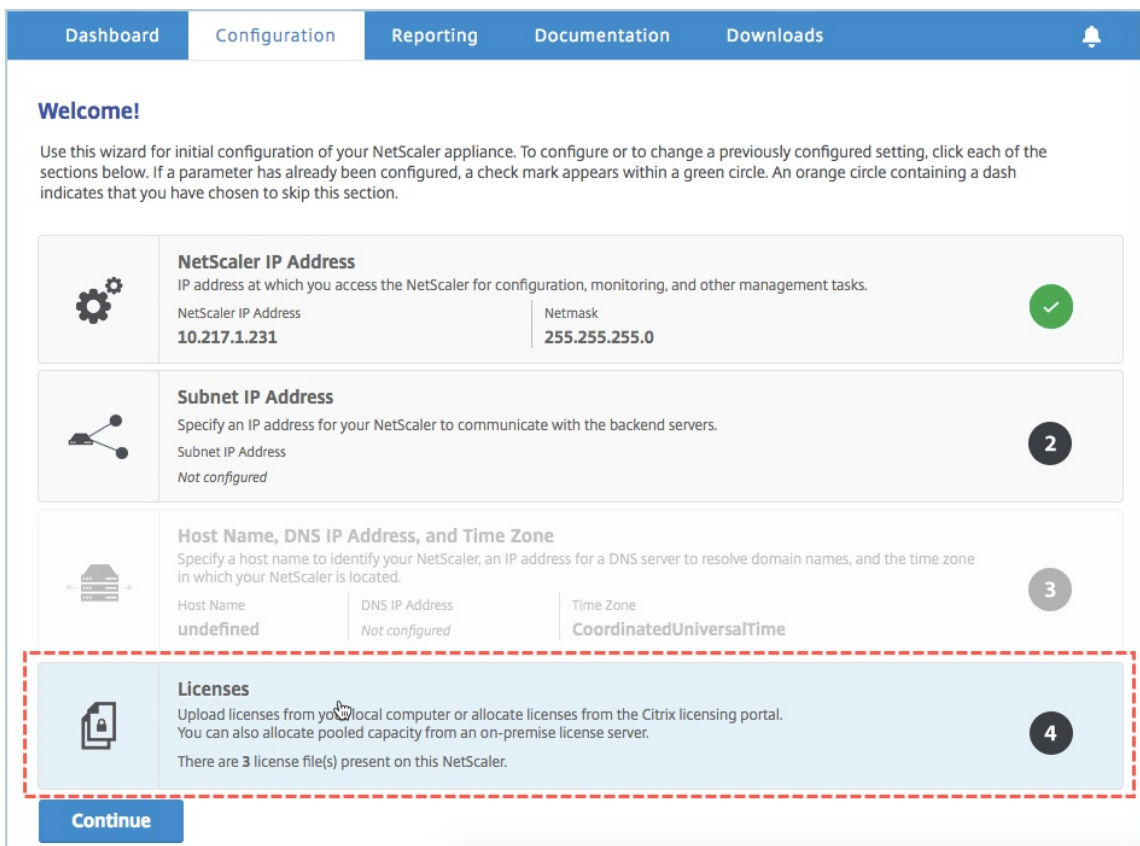 Dashboard Configuration Reporting Documentation Downloads
Welcome!
Use this wizard for initial configuration of your NetScaler appliance. To configure or to change a previously configured setting, click each of the
sections below. If a parameter has already been configured, a check mark appears within a green circle. An orange circle containing a dash
indicates that you have chosen to skip this section.
NetScaler IP Address
IP address at which you access the NetScaler for configuration, monitoring, and other management tasks.
NetScaler IP Address Netmask
10.217.1.231 255.255.255.0
Subnet IP Address
Specify an IP address for your NetScaler to communicate with the backend servers.
2
Subnet IP Address
Not configured
Host Name, DNS IP Address, and Time Zone
Specify a host name to identify your NetScaler, an IP address for a DNS server to resolve domain names, and the time zone
in which your NetScaler is located.
3
Host Name DNS IP Address Time Zone
undefined Not configured CoordinatedUniversalTime
Licenses
Upload licenses from your local computer or allocate licenses from the Citrix licensing portal.
You can also allocate pooled capacity from an on-premise license server.
4
There are 3 license file(s) present on this NetScaler.
Continue